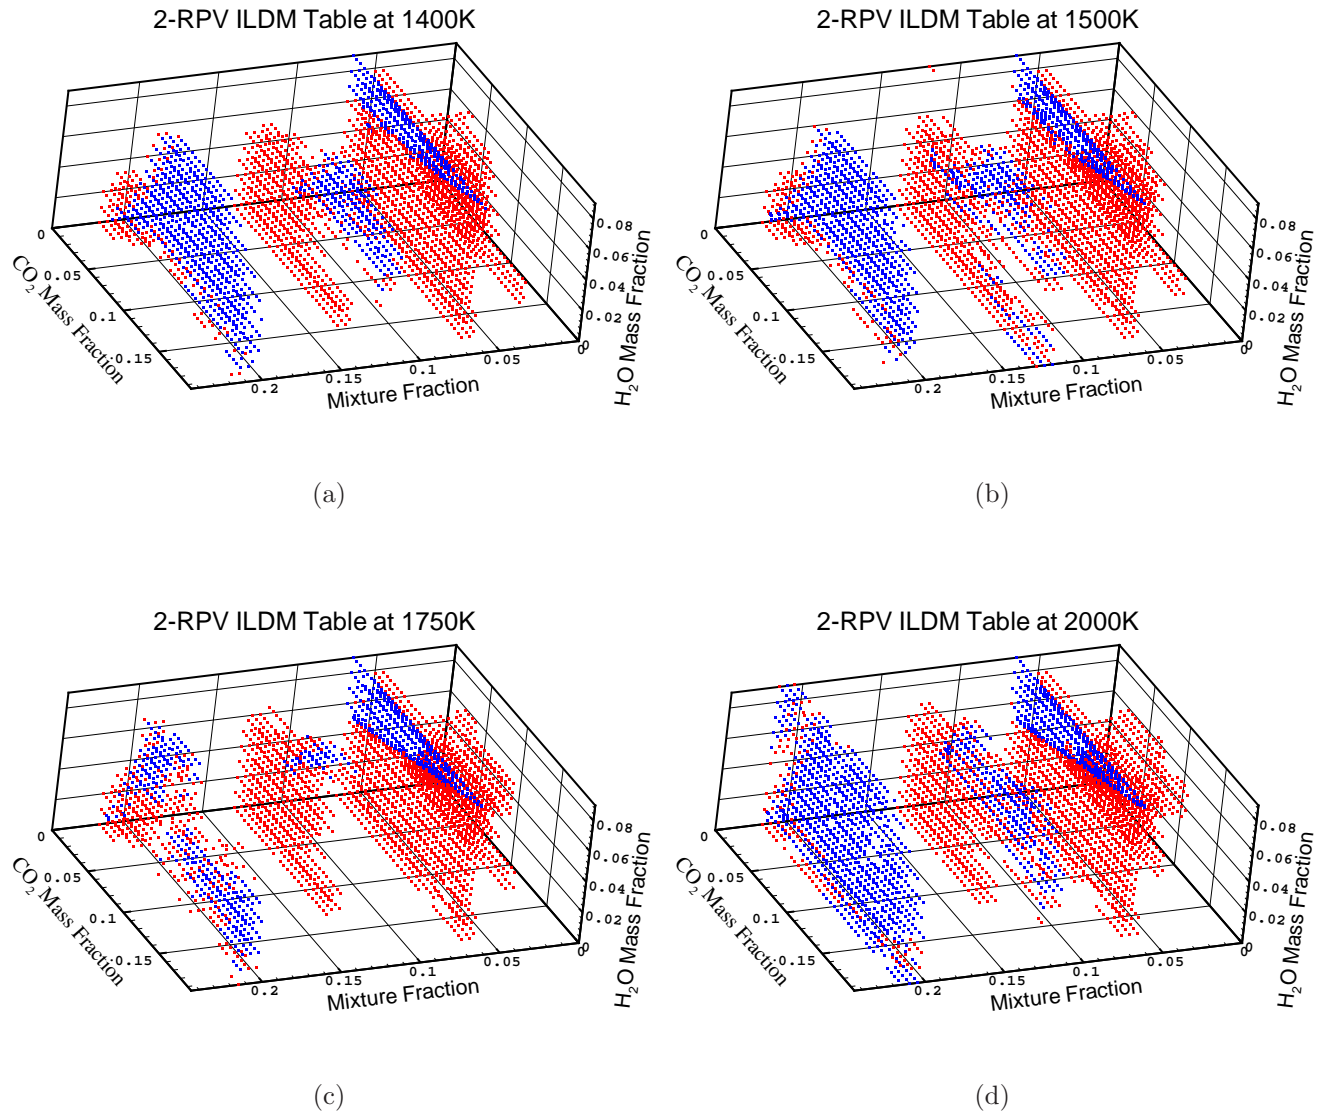 2-RPV ILDM Table at 1400K
0
0.05
0.1
0.15
CO2 Mass Fraction
0.2
0.15
0.1
0.05
0
Mixture Fraction
0.08
0.06
0.04
0.02
H2O Mass Fraction
(a)
2-RPV ILDM Table at 1500K
0
0.05
0.1
0.15
CO2 Mass Fraction
0.2
0.15
0.1
0.05
0
Mixture Fraction
0.08
0.06
0.04
0.02
H2O Mass Fraction
(b)
2-RPV ILDM Table at 1750K
0
0.05
0.1
0.15
CO2 Mass Fraction
0.2
0.15
0.1
0.05
0
Mixture Fraction
0.08
0.06
0.04
0.02
H2O Mass Fraction
(c)
2-RPV ILDM Table at 2000K
0
0.05
0.1
0.15
CO2 Mass Fraction
0.2
0.15
0.1
0.05
0
Mixture Fraction
0.08
0.06
0.04
0.02
H2O Mass Fraction
(d)